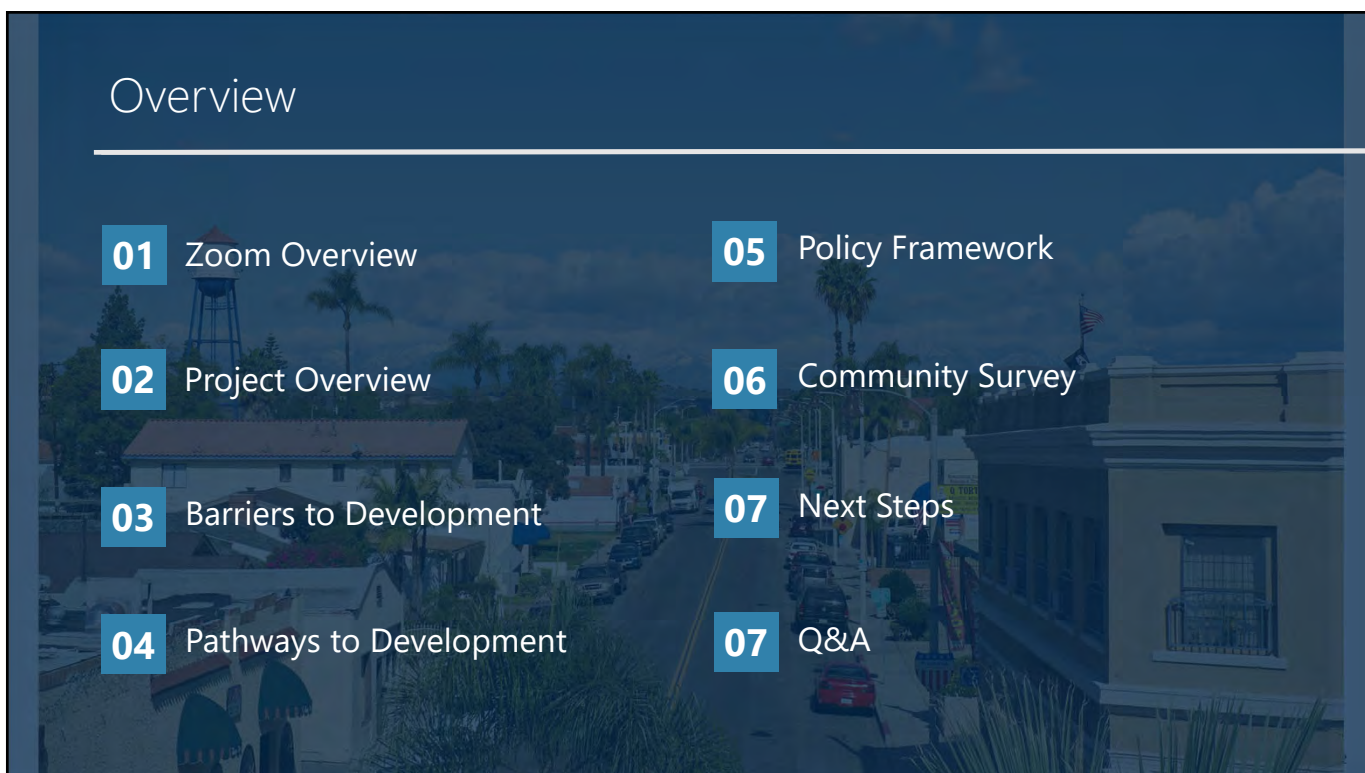 Overview
01 Zoom Overview
02 Project Overview
03 Barriers to Development
04 Pathways to Development
05 Policy Framework
06 Community Survey
07 Next Steps
07 Q&A